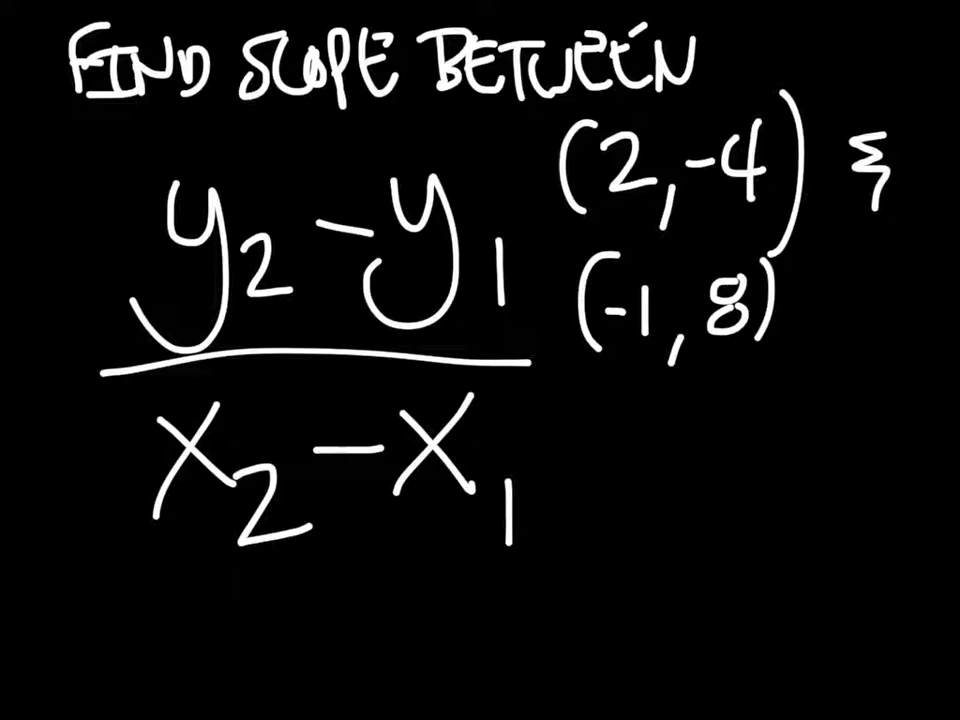 FIND SLOPE BETWEEN
(2, -4) &
(-1, 8)
y₂ - y₁
x₂ - x₁